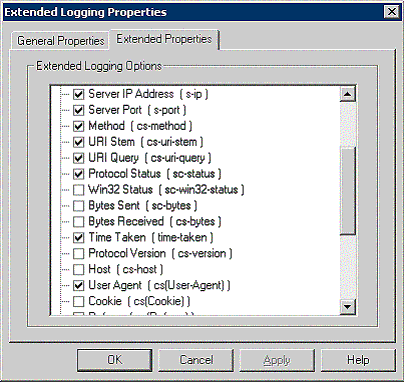 Extended Logging Properties
General Properties
Extended Properties
Extended Logging Options
Server IP Address ( s-ip )
Server Port ( s-port )
Method ( cs-method )
URI Stem ( cs-uri-stem )
URI Query ( cs-uri-query )
Protocol Status ( sc-status )
Win32 Status ( sc-win32-status )
Bytes Sent ( sc-bytes )
Bytes Received ( cs-bytes )
Time Taken ( time-taken )
Protocol Version ( cs-version )
Host ( cs-host )
User Agent ( cs(User-Agent) )
Cookie ( cs(Cookie) )
OK
Cancel
Apply
Help